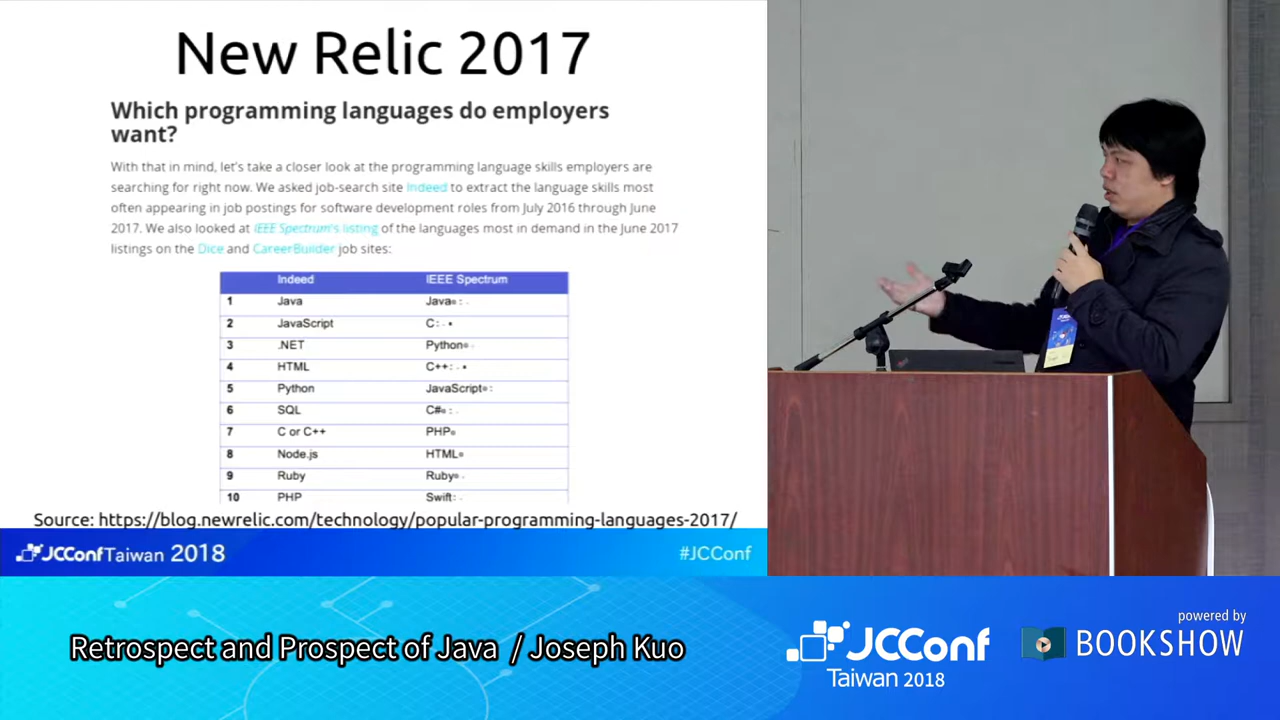 New Relic 2017
Which programming languages do employers
want?
With that in mind, let's take a closer look at the programming language skills employers are
searching for right now. We asked job-search site Indeed to extract the language skills most
often appearing in job postings for software development roles from July 2016 through June
2017. We also looked at IEEE Spectrum's listing of the languages most in demand in the June 2017
listings on the Dice and CareerBuilder job sites:
Indeed IEEE Spectrum
1 Java Java
2 JavaScript C
3 .NET Python
4 HTML C++
5 Python JavaScript
6 SQL C#
7 C or C++ PHP
8 Node.js HTML
9 Ruby Ruby
10 PHP Swift
Source: https://blog.newrelic.com/technology/popular-programming-languages-2017/
JCConf Taiwan 2018 #JCConf
Retrospect and Prospect of Java / Joseph Kuo
JCConf
Taiwan 2018
powered by
BOOKSHOW